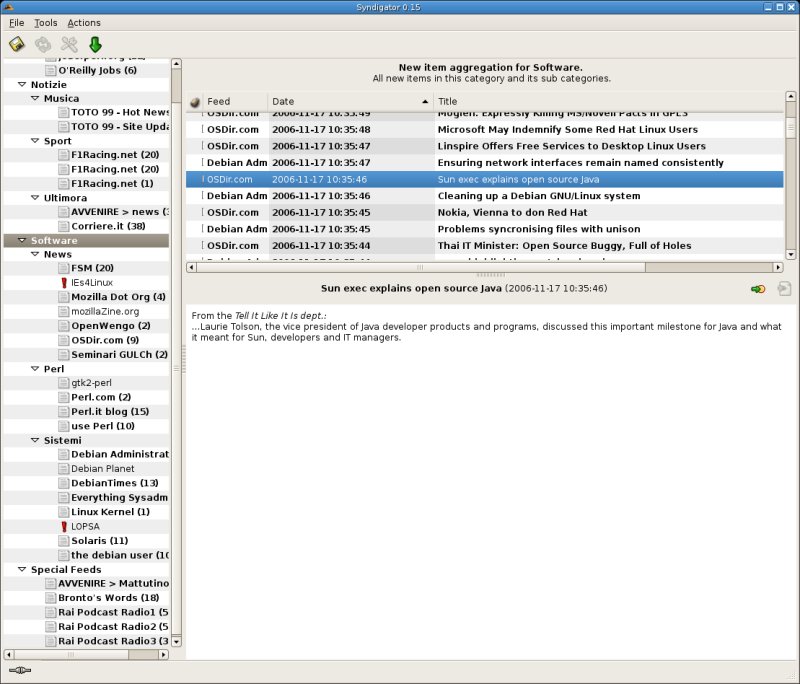 Syndigator 0.15
File Tools Actions
O'Reilly Jobs (6)
Notizie
Musica
TOTO 99 - Hot News
TOTO 99 - Site Upda
Sport
F1Racing.net (20)
F1Racing.net (20)
F1Racing.net (1)
Ultimora
AVVENIRE > news (
Corriere.it (38)
Software
News
FSM (20)
IEs4Linux
Mozilla Dot Org (4)
mozillaZine.org
OpenWengo (2)
OSDir.com (9)
Seminari GULCh (2)
Perl
gtk2-perl
Perl.com (2)
Perl.it blog (15)
use Perl (10)
Sistemi
Debian Administrat
Debian Planet
DebianTimes (13)
Everything Sysadm
Linux Kernel (1)
LOPSA
Solaris (11)
the debian user (10
Special Feeds
AVVENIRE > Mattutino
Bronto's Words (18)
Rai Podcast Radio1 (5
Rai Podcast Radio2 (5
Rai Podcast Radio3 (3
New item aggregation for Software.
All new items in this category and its sub categories.
Feed Date Title
OSDir.com 2006-11-17 10:35:49 Moglen: Expressly Killing MS/Novell Pacts in GPL3
OSDir.com 2006-11-17 10:35:48 Microsoft May Indemnify Some Red Hat Linux Users
OSDir.com 2006-11-17 10:35:47 Linspire Offers Free Services to Desktop Linux Users
Debian Adm 2006-11-17 10:35:47 Ensuring network interfaces remain named consistently
OSDir.com 2006-11-17 10:35:46 Sun exec explains open source Java
Debian Adm 2006-11-17 10:35:46 Cleaning up a Debian GNU/Linux system
OSDir.com 2006-11-17 10:35:45 Nokia, Vienna to don Red Hat
Debian Adm 2006-11-17 10:35:45 Problems syncronising files with unison
OSDir.com 2006-11-17 10:35:44 Thai IT Minister: Open Source Buggy, Full of Holes
Sun exec explains open source Java (2006-11-17 10:35:46)
From the Tell It Like It Is dept.:
...Laurie Tolson, the vice president of Java developer products and programs, discussed this important milestone for Java and what
it meant for Sun, developers and IT managers.